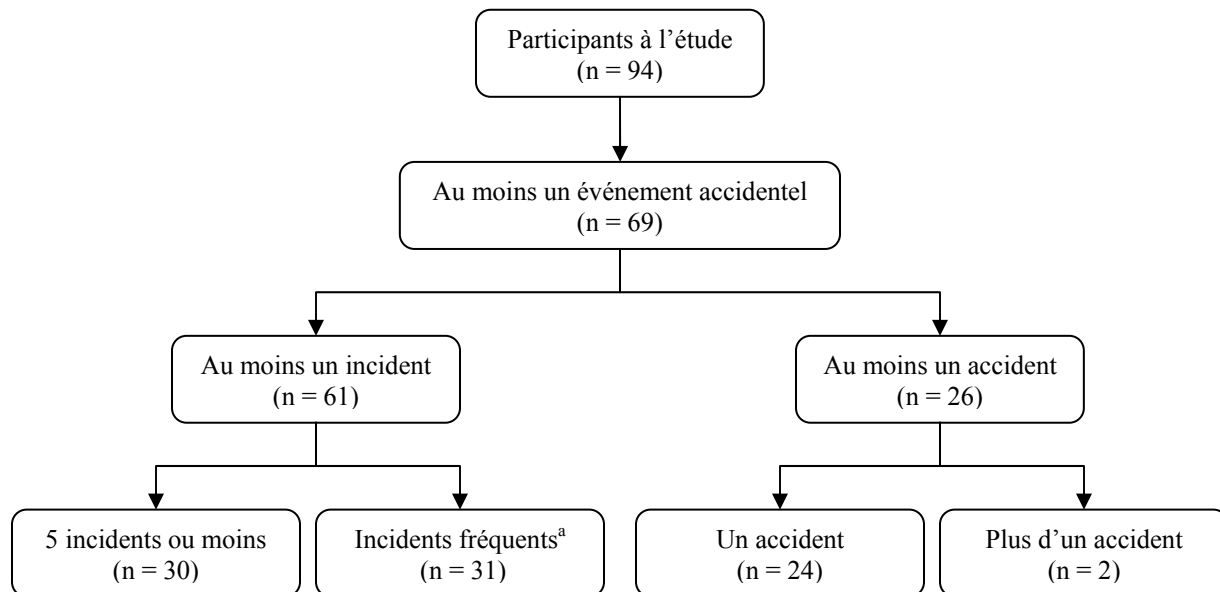 Participants à l’étude
(n = 94)
Au moins un événement accidentel
(n = 69)
Au moins un incident
(n = 61)
Au moins un accident
(n = 26)
5 incidents ou moins
(n = 30)
Incidents fréquentsᵃ
(n = 31)
Un accident
(n = 24)
Plus d’un accident
(n = 2)